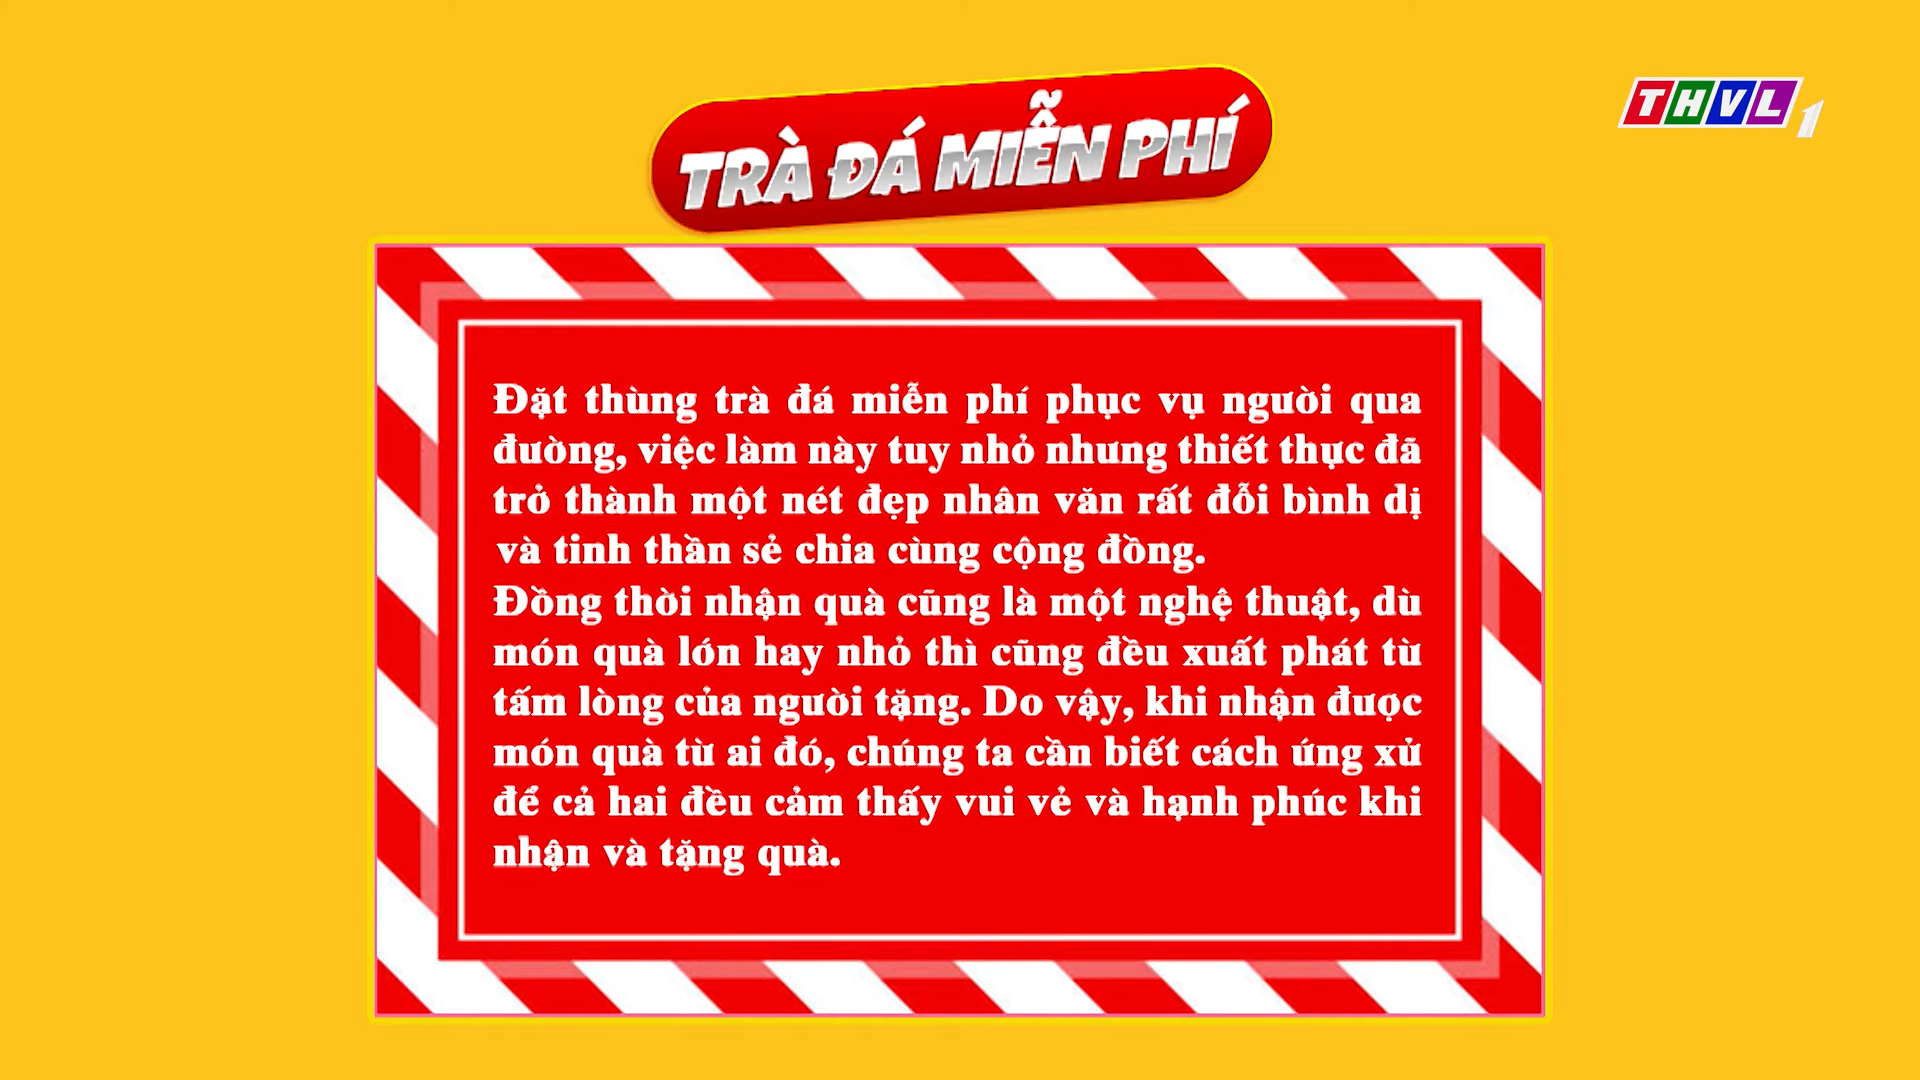 THVL 1
TRÀ ĐÁ MIỄN PHÍ
Đặt thùng trà đá miễn phí phục vụ người qua
đường, việc làm này tuy nhỏ nhưng thiết thực đã
trở thành một nét đẹp nhân văn rất đỗi bình dị
và tinh thần sẻ chia cùng cộng đồng.
Đồng thời nhận quà cũng là một nghệ thuật, dù
món quà lớn hay nhỏ thì cũng đều xuất phát từ
tấm lòng của người tặng. Do vậy, khi nhận được
món quà từ ai đó, chúng ta cần biết cách ứng xử
để cả hai đều cảm thấy vui vẻ và hạnh phúc khi
nhận và tặng quà.